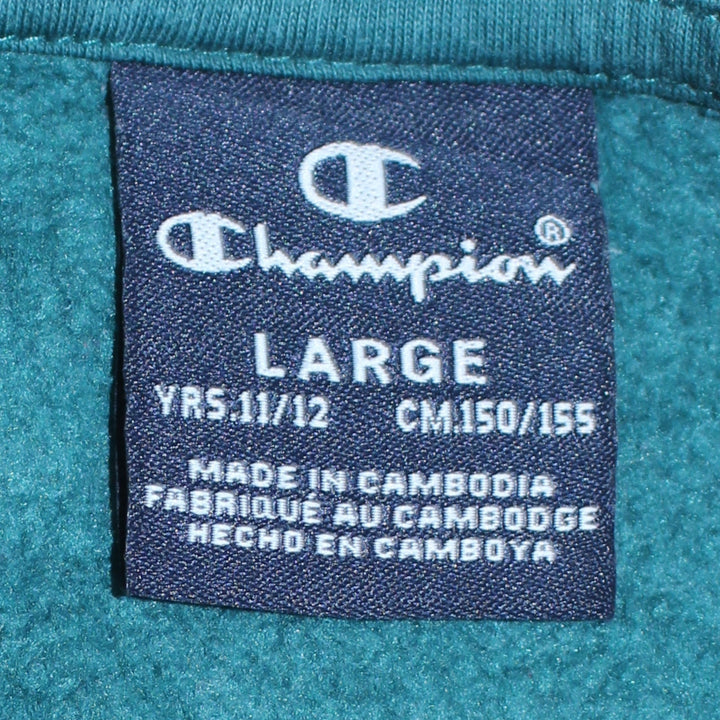 Champion®
LARGE
YRS.11/12 CM.150/155
MADE IN CAMBODIA
FABRIQUÉ AU CAMBODGE
HECHO EN CAMBOYA